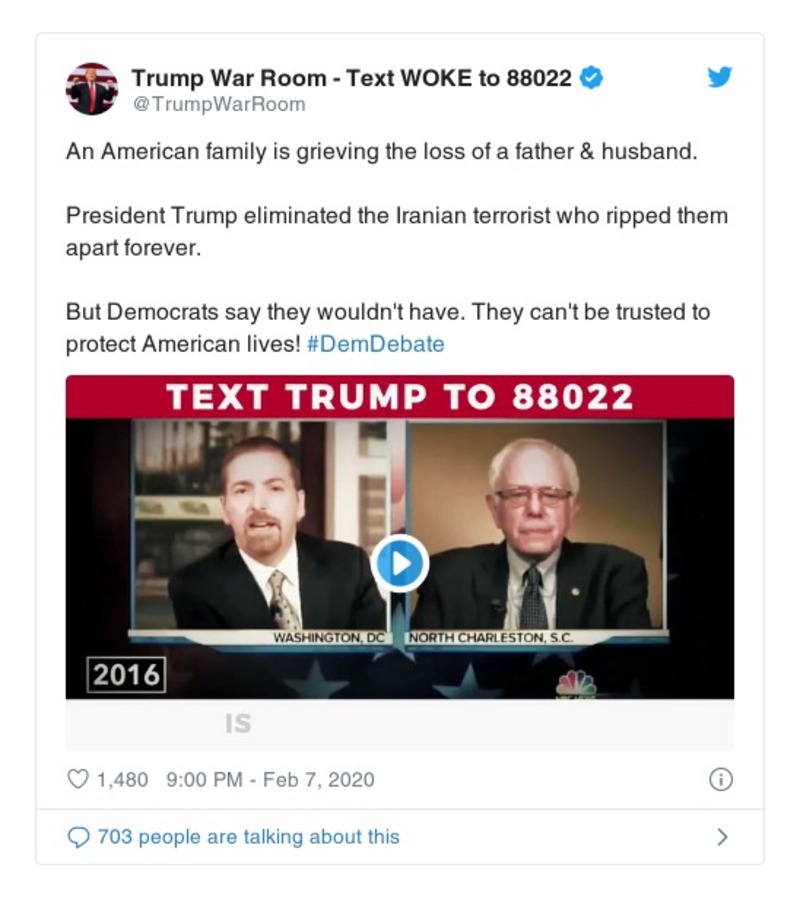 Trump War Room - Text WOKE to 88022
@TrumpWarRoom
An American family is grieving the loss of a father & husband.
President Trump eliminated the Iranian terrorist who ripped them
apart forever.
But Democrats say they wouldn't have. They can't be trusted to
protect American lives! #DemDebate
TEXT TRUMP TO 88022
WASHINGTON, DC
NORTH CHARLESTON, S.C.
2016
NBC NEWS
IS
1,480 9:00 PM - Feb 7, 2020
703 people are talking about this